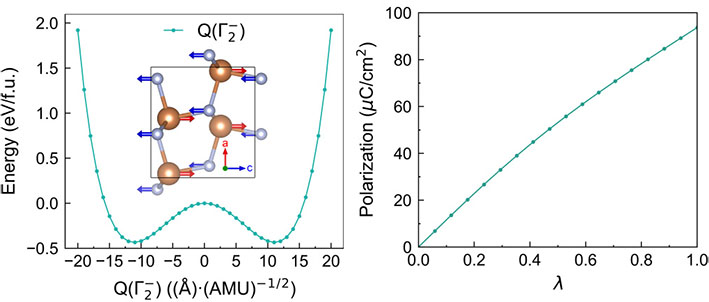 Energy (eV/f.u.)
2.0
1.5
1.0
0.5
0.0
−0.5
Q(Γ₂⁻)
a
c
−20 −15 −10 −5 0 5 10 15 20
Q(Γ₂⁻) ((Å)·(AMU)⁻¹/²)
Polarization (μC/cm²)
100
80
60
40
20
0
0.0 0.2 0.4 0.6 0.8 1.0
λ